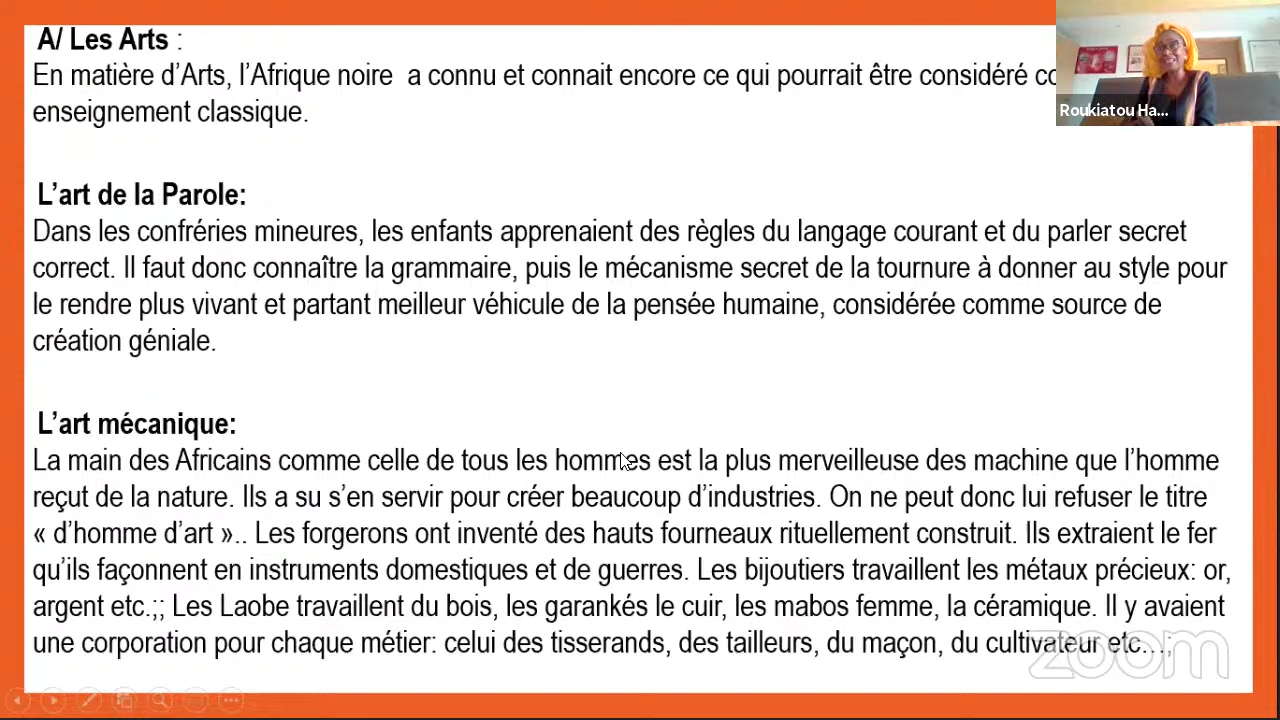 A/ Les Arts :
En matière d’Arts, l’Afrique noire a connu et connait encore ce qui pourrait être considéré
enseignement classique.
L’art de la Parole:
Dans les confréries mineures, les enfants apprenaient des règles du langage courant et du parler secret
correct. Il faut donc connaître la grammaire, puis le mécanisme secret de la tournure à donner au style pour
le rendre plus vivant et partant meilleur véhicule de la pensée humaine, considérée comme source de
création géniale.
L’art mécanique:
La main des Africains comme celle de tous les hommes est la plus merveilleuse des machine que l’homme
reçut de la nature. Ils a su s’en servir pour créer beaucoup d’industries. On ne peut donc lui refuser le titre
« d’homme d’art ».. Les forgerons ont inventé des hauts fourneaux rituellement construit. Ils extraient le fer
qu’ils façonnent en instruments domestiques et de guerres. Les bijoutiers travaillent les métaux précieux: or,
argent etc.;; Les Laobe travaillent du bois, les garankés le cuir, les mabos femme, la céramique. Il y avaient
une corporation pour chaque métier: celui des tisserands, des tailleurs, du maçon, du cultivateur etc…;
Roukiatou Ha...
zoom